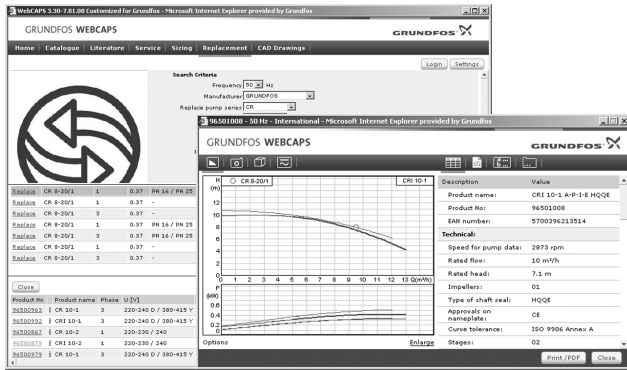 WebCAPS 3.30-7.81.08 Customized for Grundfos - Microsoft Internet Explorer provided by Grundfos
GRUNDFOS WEBCAPS
GRUNDFOS
Home Catalogue Literature Service Sizing Replacement CAD Drawings
Login Settings
Search Criteria
Frequency 50 Hz
Manufacturer GRUNDFOS
Replace pump series CR
Replace CR 8-20/1 1 0.37 PN 16 / PN 25
Replace CR 8-20/1 1 0.37 -
Replace CR 8-20/1 3 0.37 -
Replace CR 8-20/1 1 0.37 PN 16 / PN 25
Replace CR 8-20/1 3 0.37 PN 16 / PN 25
Replace CR 8-20/1 1 0.37 -
Replace CR 8-20/1 3 0.37 -
Close
Product No Product name Phase U [V]
96500963 CR 10-1 3 220-240 D / 380-415 Y
96500992 CRI 10-1 3 220-240 D / 380-415 Y
96500867 CR 10-2 1 220-230 / 240
96500879 CRI 10-2 1 220-230 / 240
96500979 CR 10-1 3 220-240 D / 380-415 Y
96501008 - 50 Hz - International - Microsoft Internet Explorer provided by Grundfos
GRUNDFOS WEBCAPS
GRUNDFOS
H
(m)
CR 8-20/1
CRI 10-1
12
10
8
6
4
2
0
0 1 2 3 4 5 6 7 8 9 10 11 12 13 Q(m³/h)
P
(kW)
0.6
0.4
0.2
0
Options Enlarge
Description Value
Product name: CRI 10-1 A-P-I-E HQQE
Product No: 96501008
EAN number: 5700396213514
Technical:
Speed for pump data: 2873 rpm
Rated flow: 10 m³/h
Rated head: 7.1 m
Impellers: 01
Type of shaft seal: HQQE
Approvals on nameplate: CE
Curve tolerance: ISO 9906 Annex A
Stages: 02
Print /PDF Close